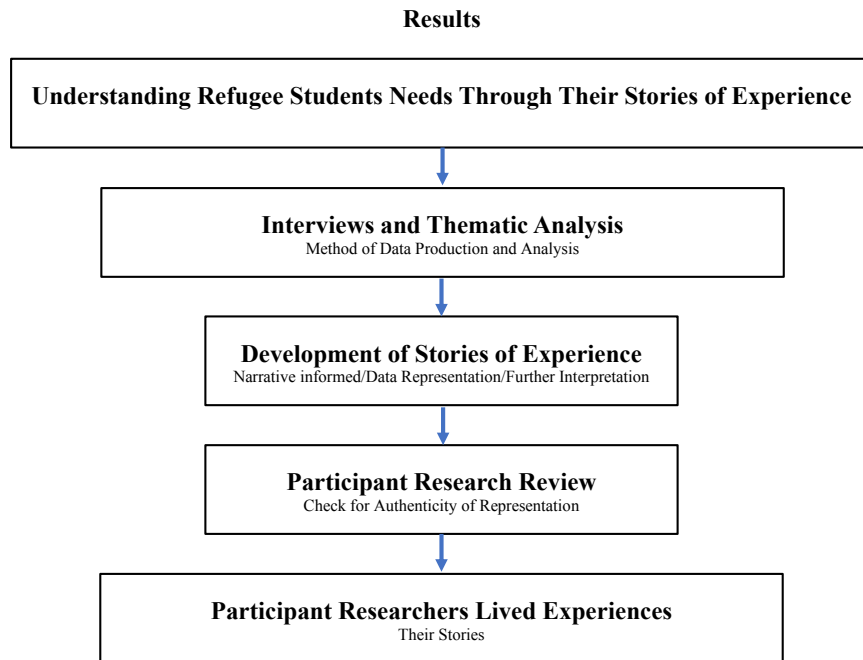 Results
Understanding Refugee Students Needs Through Their Stories of Experience
Interviews and Thematic Analysis
Method of Data Production and Analysis
Development of Stories of Experience
Narrative informed/Data Representation/Further Interpretation
Participant Research Review
Check for Authenticity of Representation
Participant Researchers Lived Experiences
Their Stories